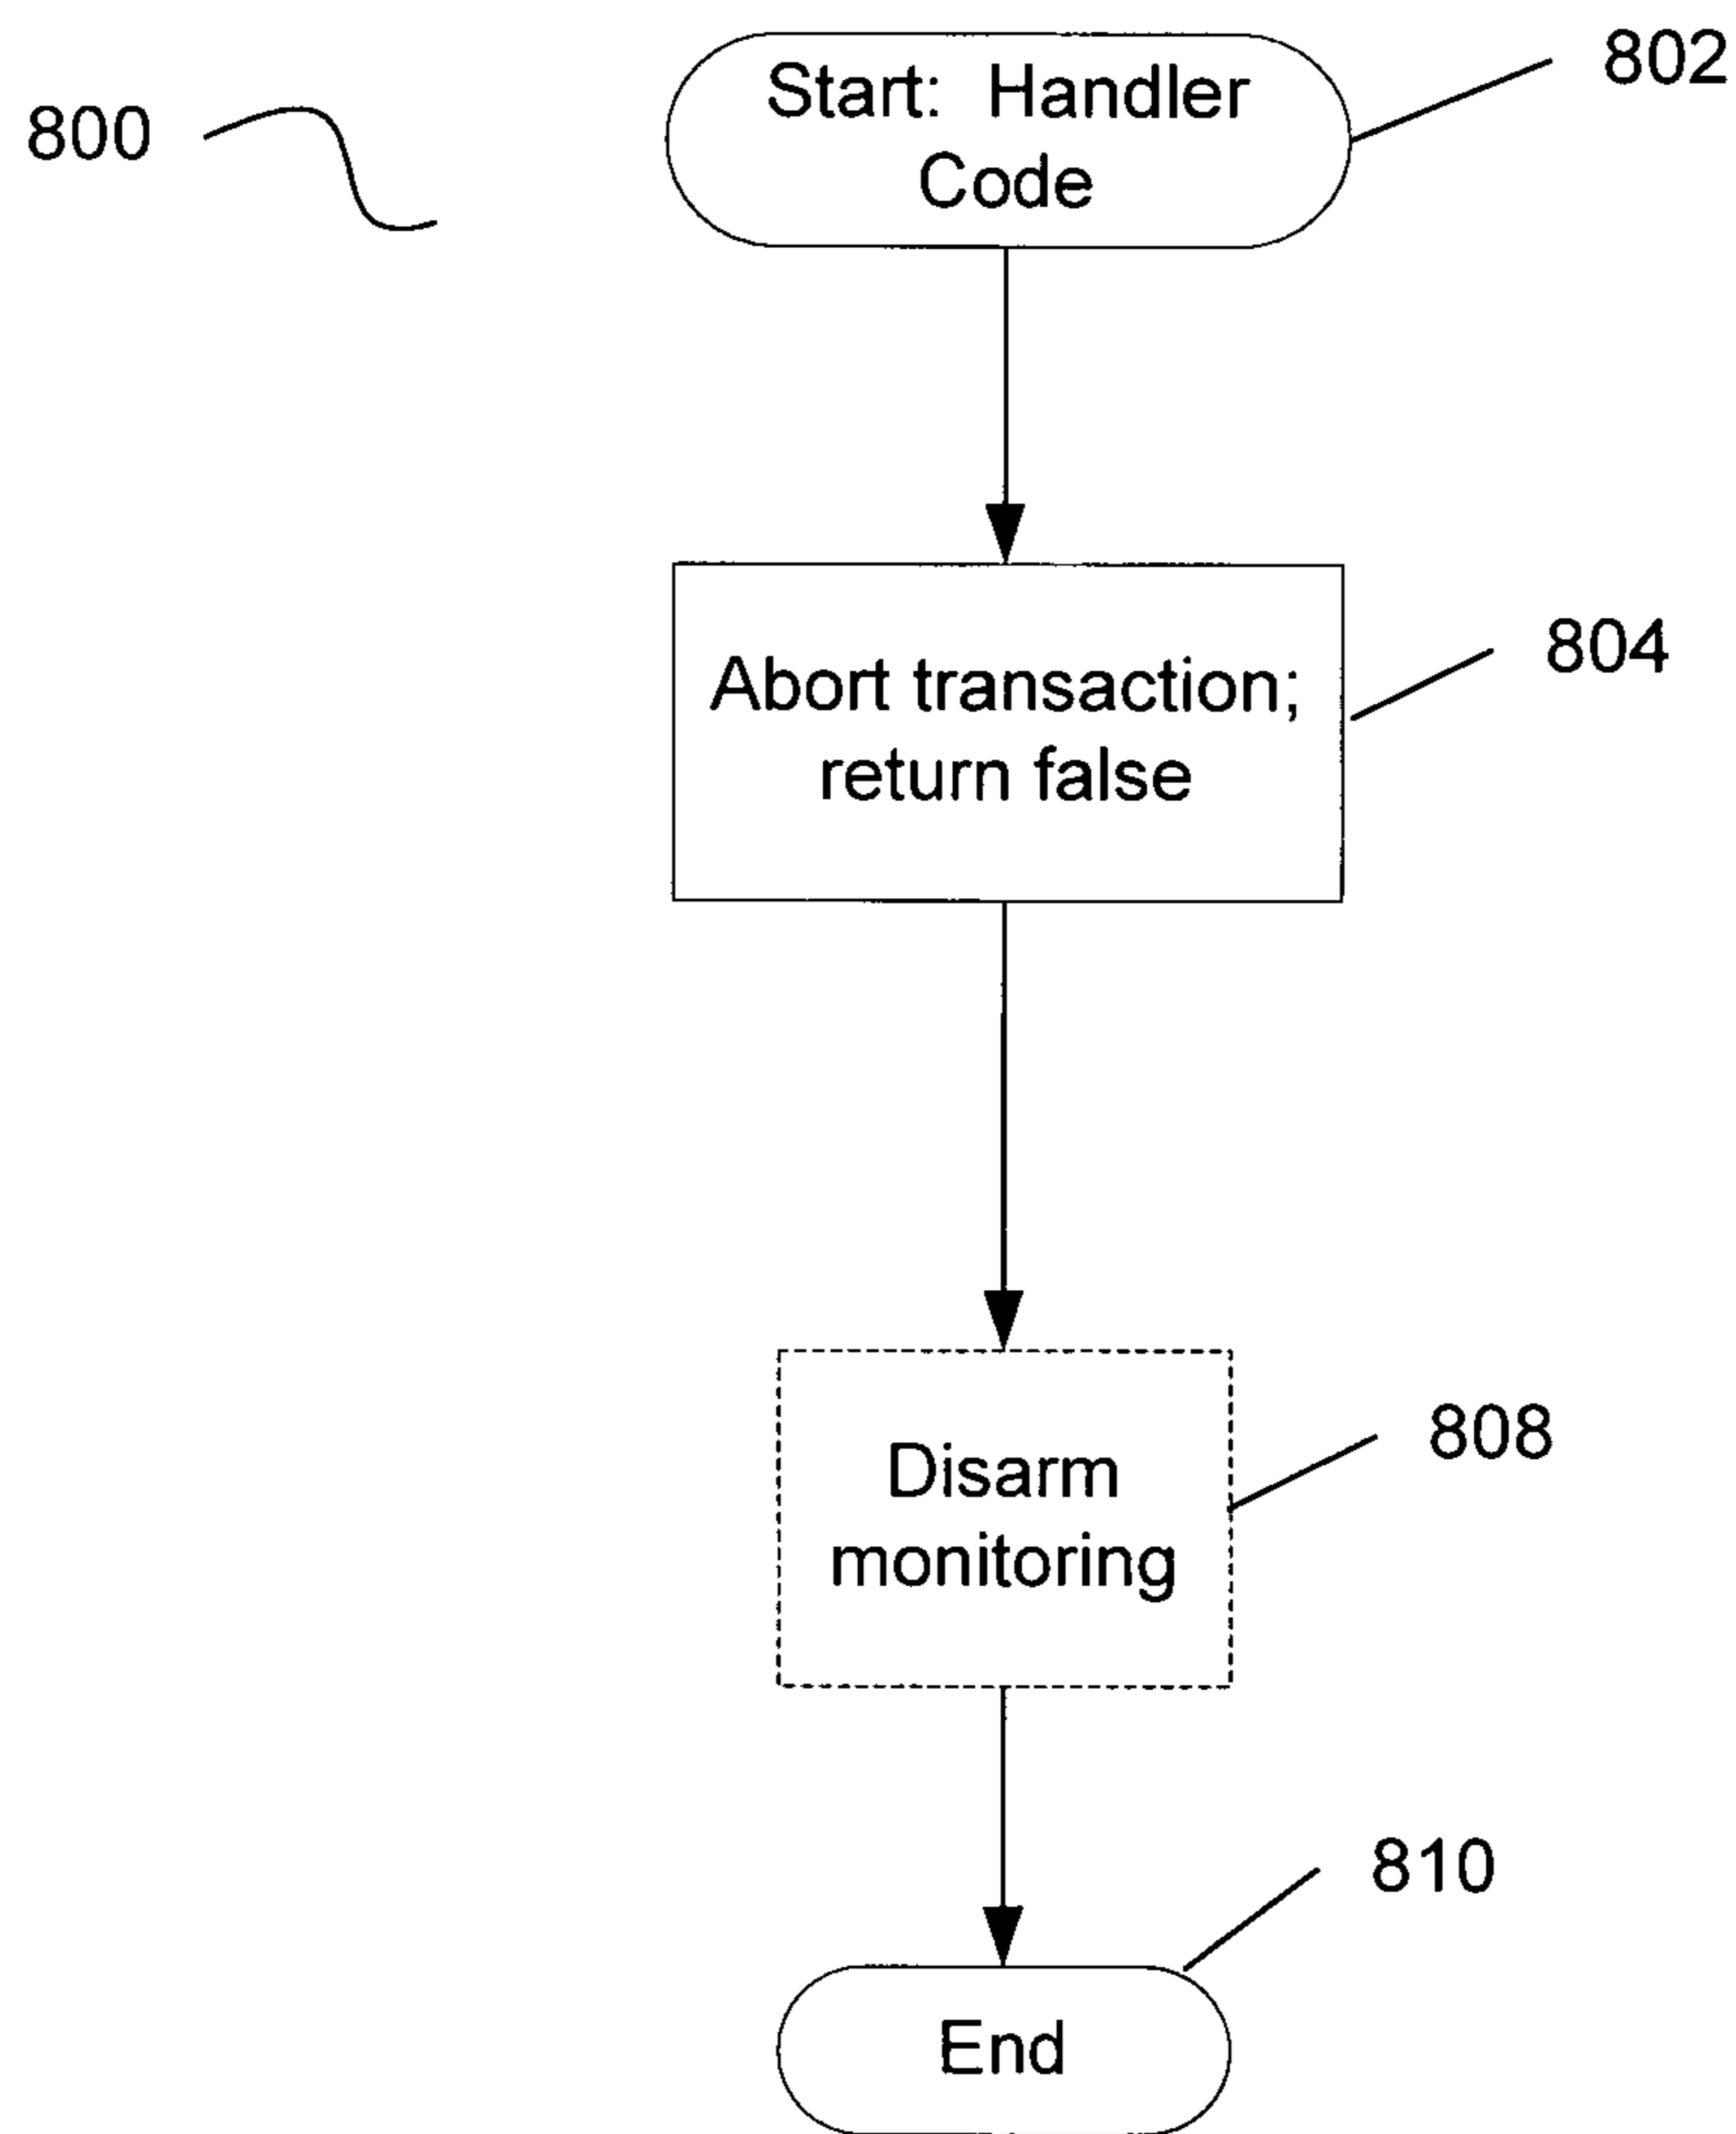 802
Start: Handler
Code
800
804
Abort transaction;
return false
808
Disarm
monitoring
810
End